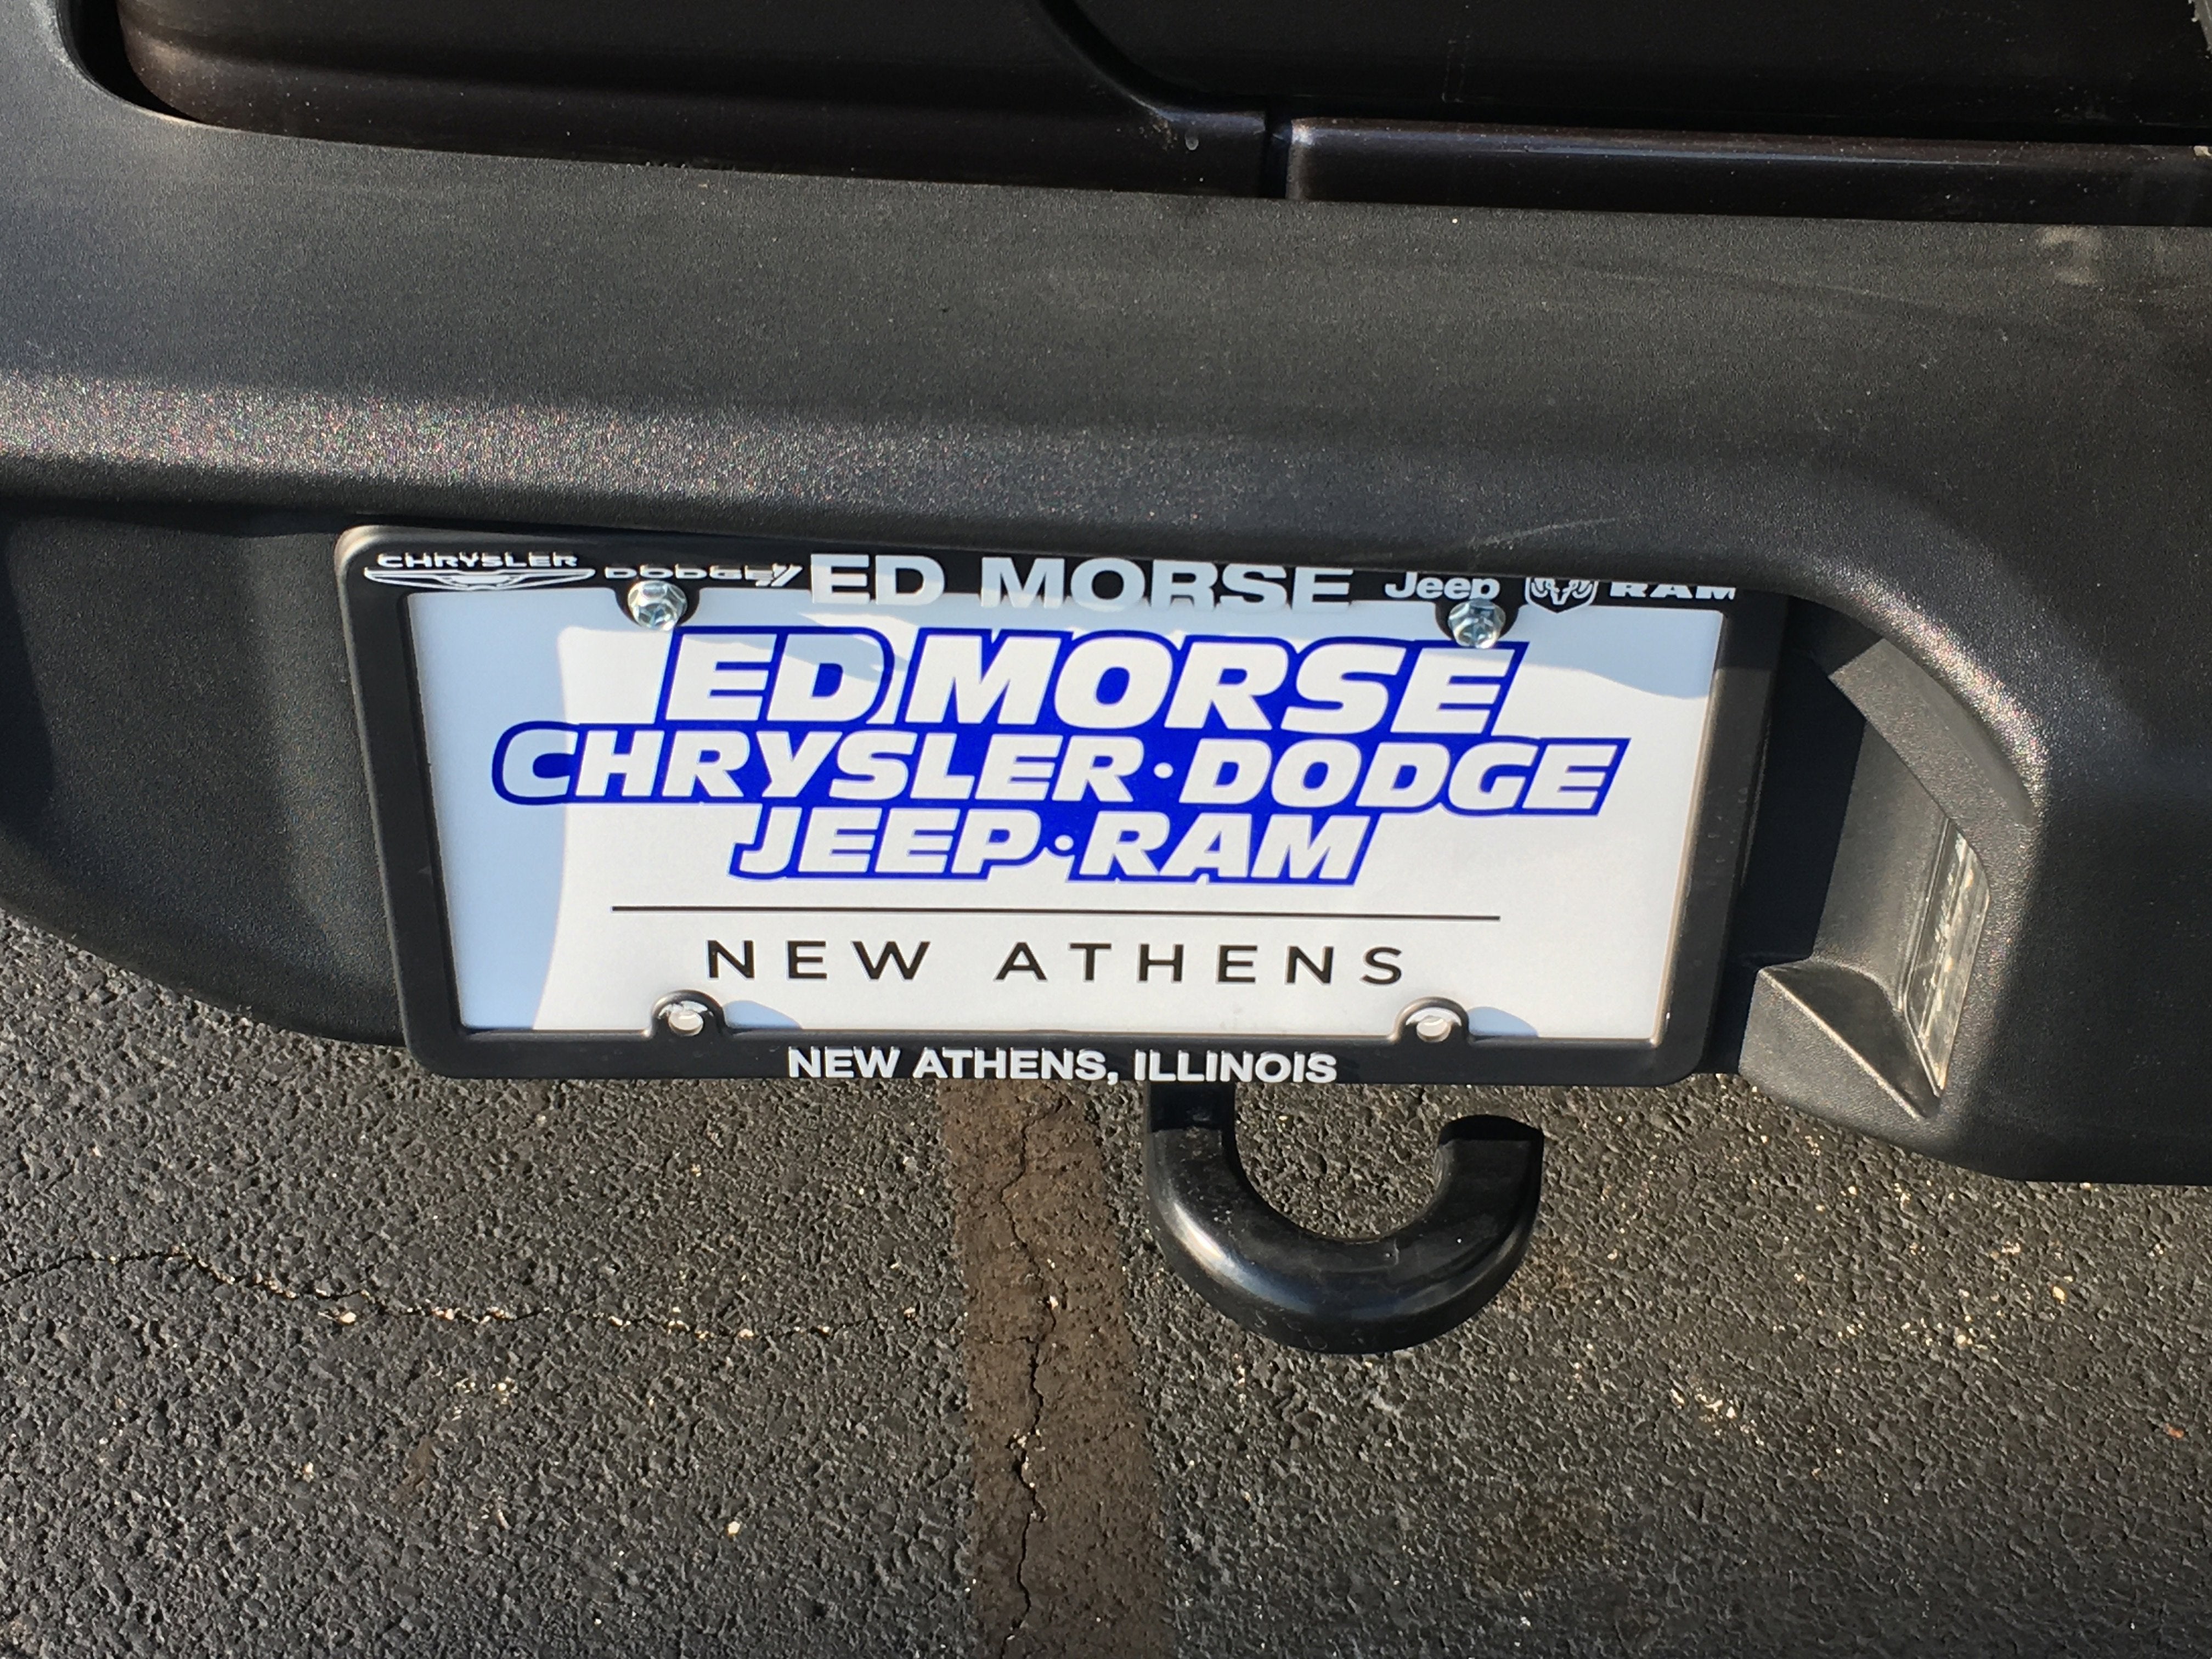 CHRYSLER DODGE ED MORSE Jeep RAM
ED MORSE
CHRYSLER·DODGE
JEEP·RAM
NEW ATHENS
NEW ATHENS, ILLINOIS